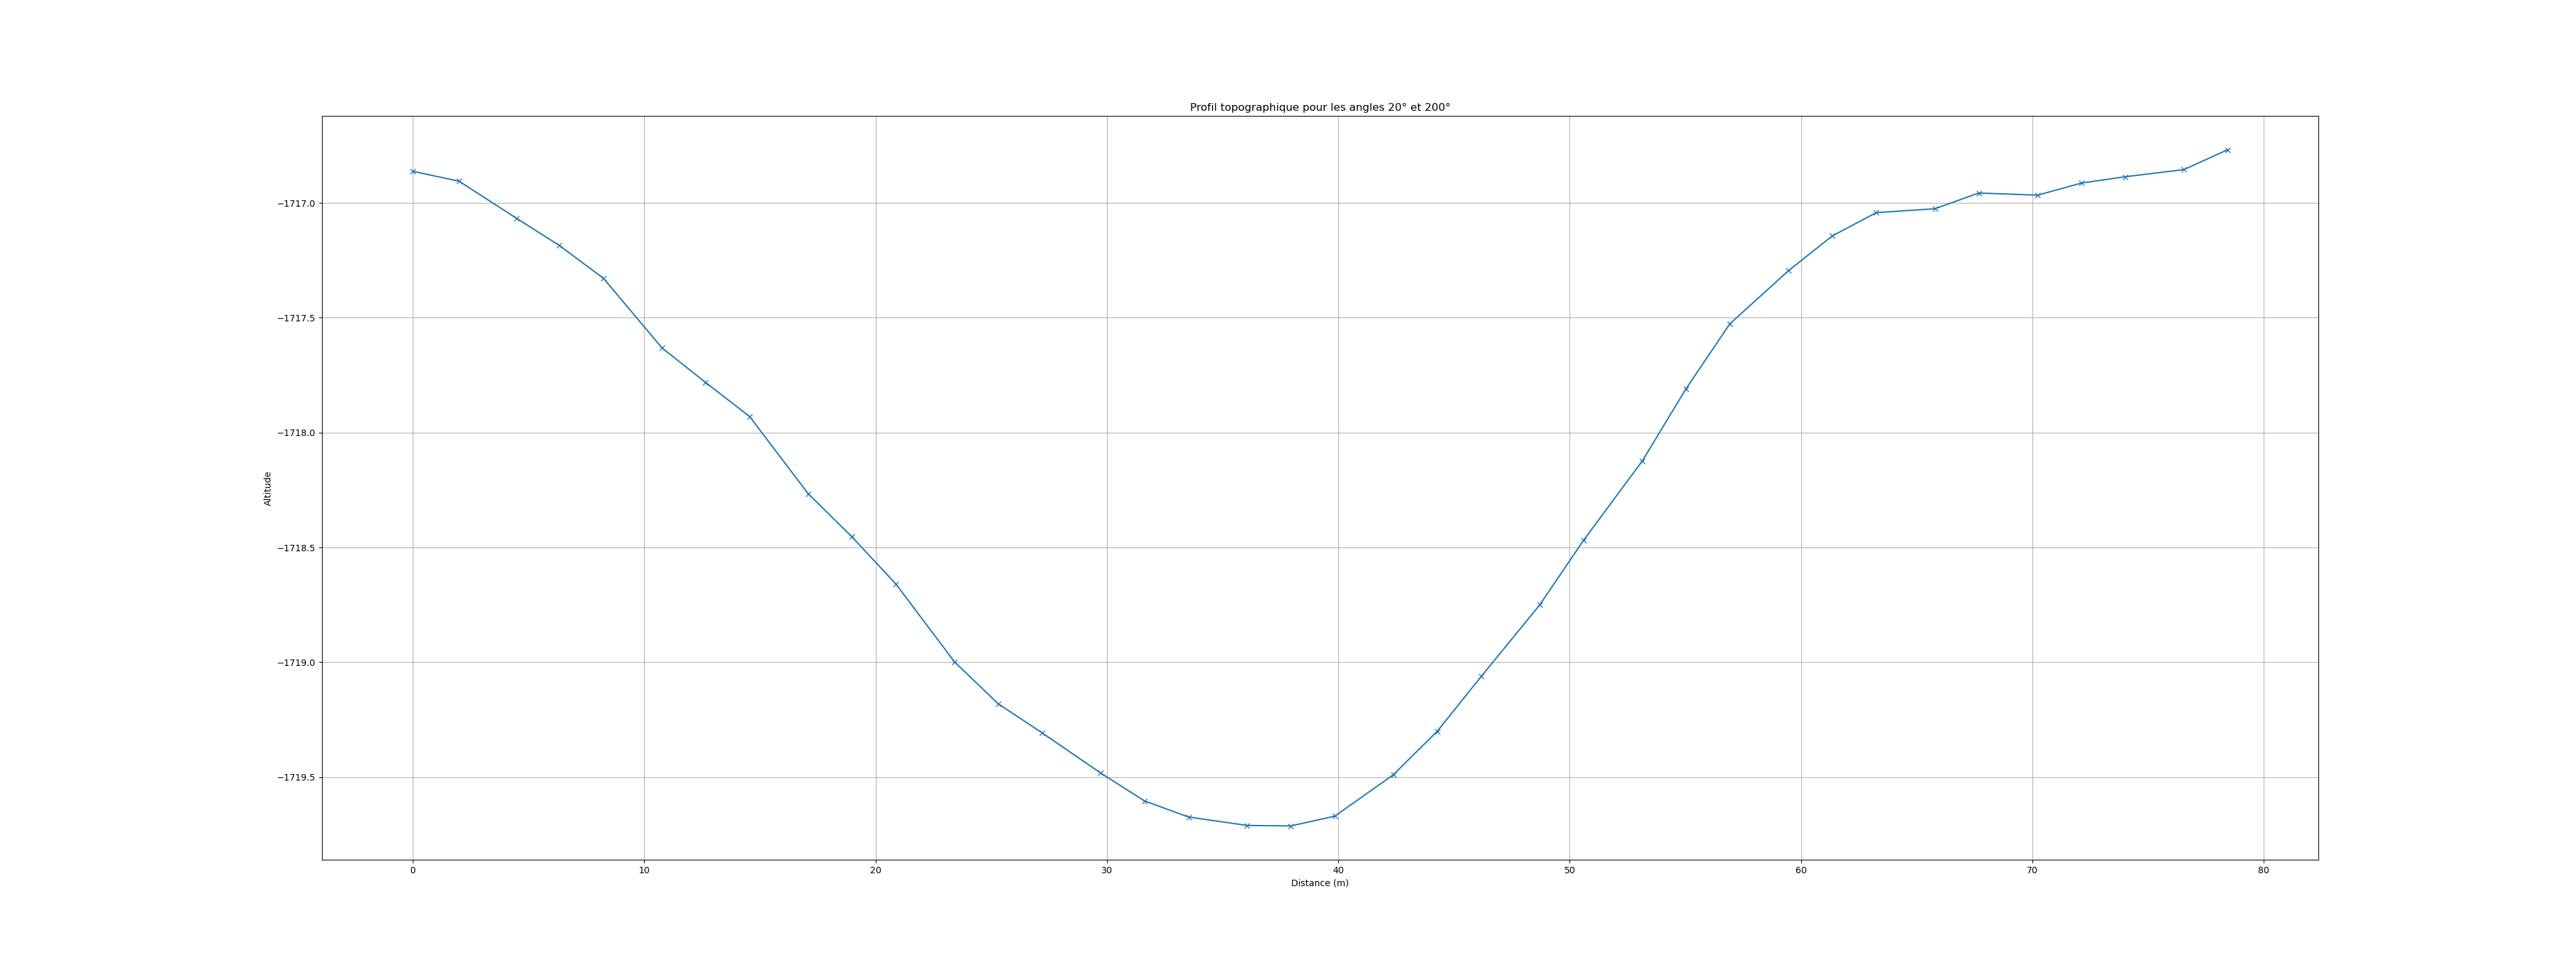 Profil topographique pour les angles 20° et 200°
Altitude
−1717.0
−1717.5
−1718.0
−1718.5
−1719.0
−1719.5
0 10 20 30 40 50 60 70 80
Distance (m)